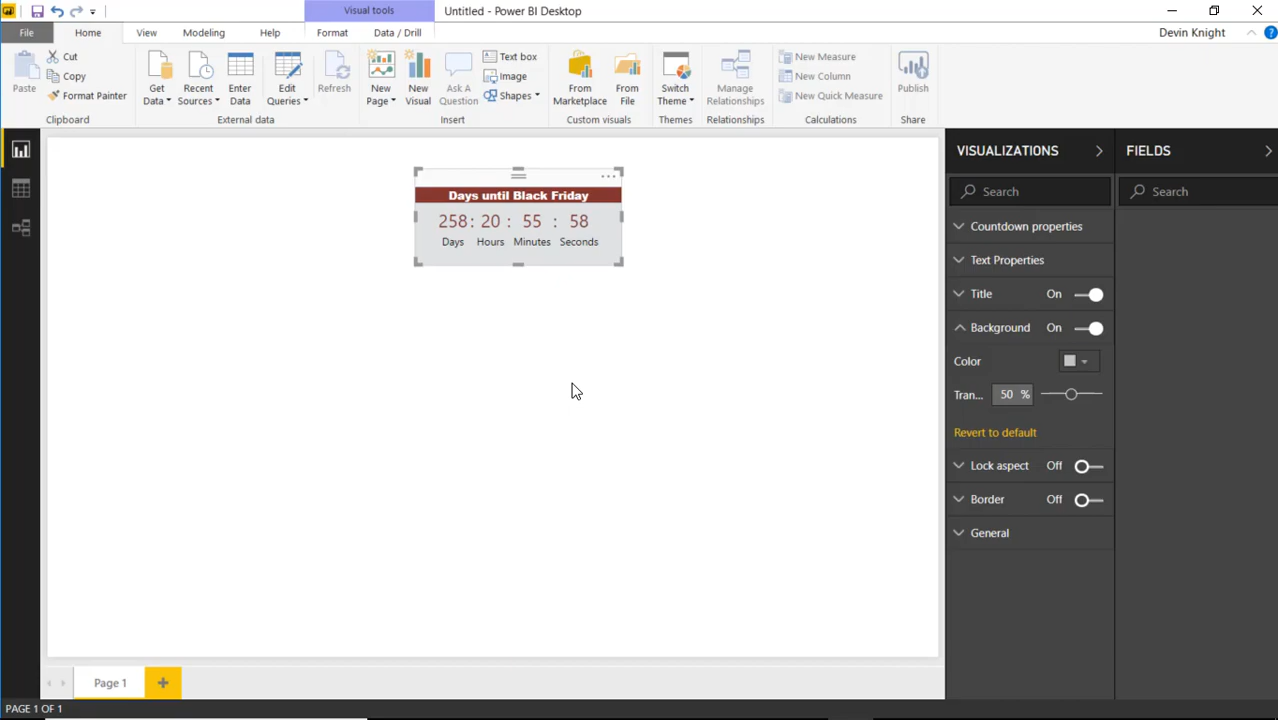 Visual tools
Untitled - Power BI Desktop
File
Home
View
Modeling
Help
Format
Data / Drill
Devin Knight
Paste
Cut
Copy
Format Painter
Clipboard
Get Data
Recent Sources
Enter Data
Edit Queries
Refresh
External data
New Page
New Visual
Ask A Question
Text box
Image
Shapes
Insert
From Marketplace
From File
Custom visuals
Switch Theme
Themes
Manage Relationships
Relationships
New Measure
New Column
New Quick Measure
Calculations
Publish
Share
Days until Black Friday
258 : 20 : 55 : 58
Days Hours Minutes Seconds
VISUALIZATIONS
Search
Countdown properties
Text Properties
Title On
Background On
Color
Tran... 50 %
Revert to default
Lock aspect Off
Border Off
General
FIELDS
Search
Page 1
PAGE 1 OF 1